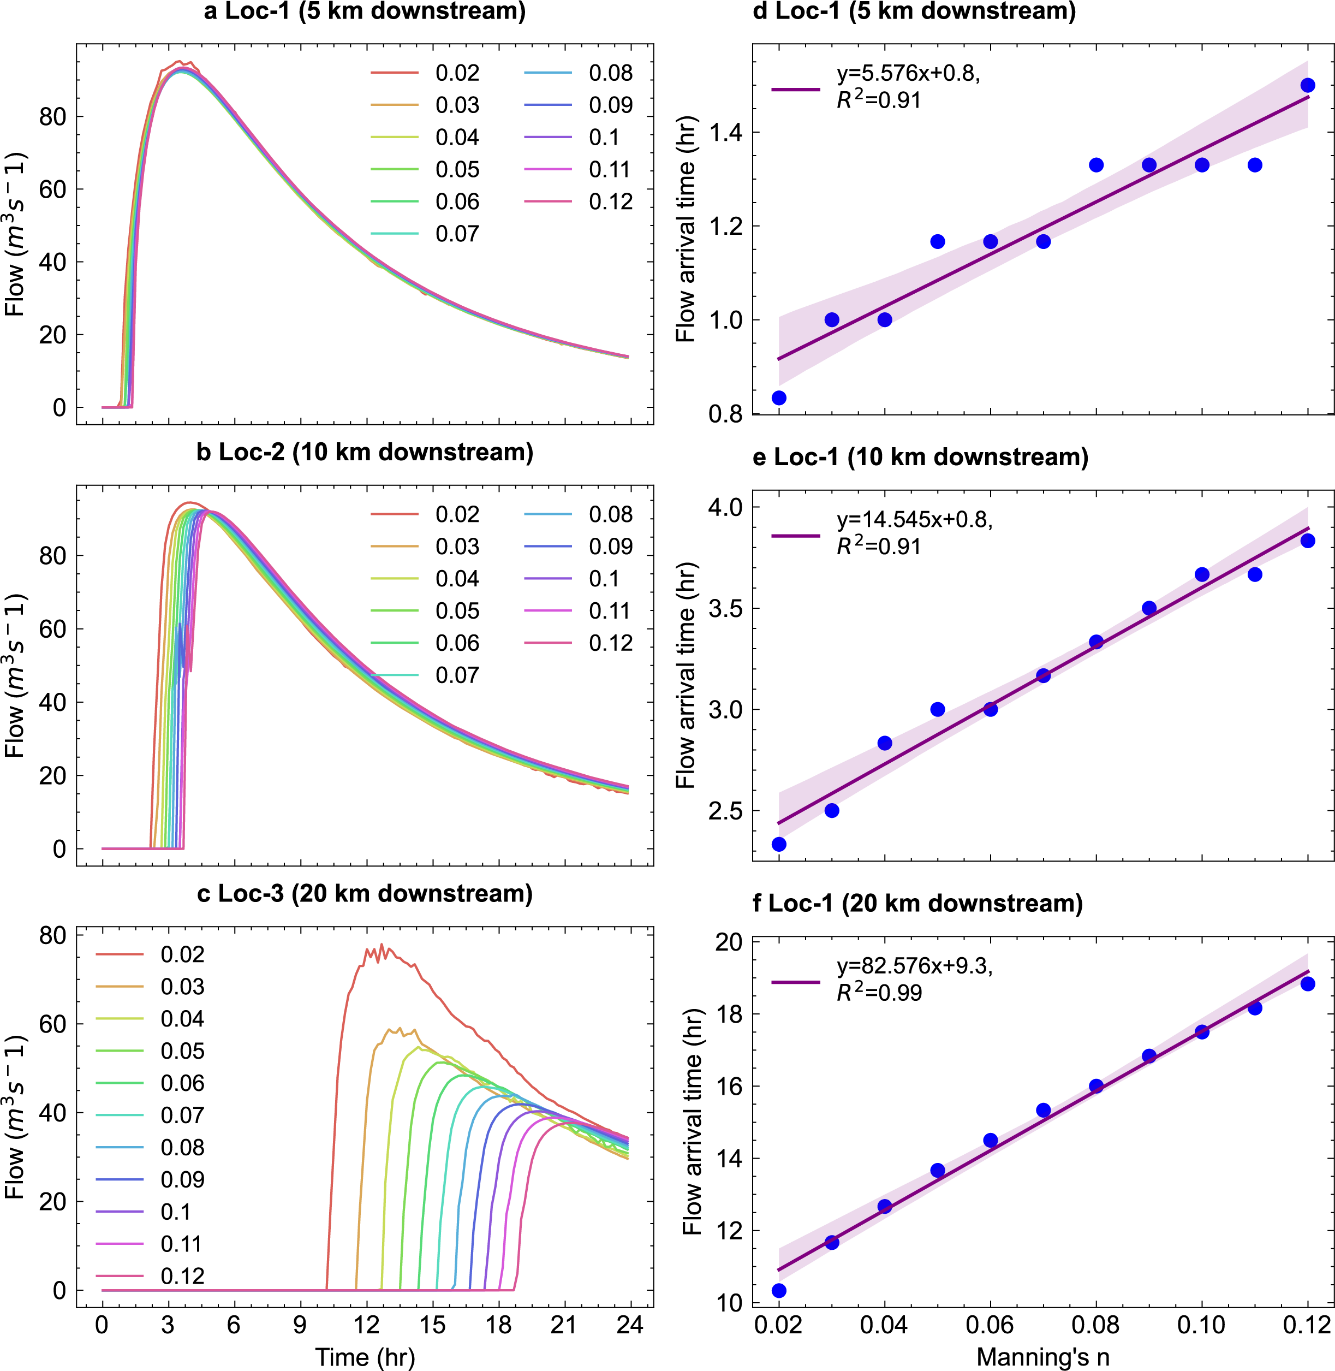 a Loc-1 (5 km downstream)
Flow (m³s⁻1)
80
60
40
20
0
0.02
0.03
0.04
0.05
0.06
0.07
0.08
0.09
0.1
0.11
0.12
d Loc-1 (5 km downstream)
Flow arrival time (hr)
1.4
1.2
1.0
0.8
y=5.576x+0.8,
R²=0.91
b Loc-2 (10 km downstream)
Flow (m³s⁻1)
80
60
40
20
0
0.02
0.03
0.04
0.05
0.06
0.07
0.08
0.09
0.1
0.11
0.12
e Loc-1 (10 km downstream)
Flow arrival time (hr)
4.0
3.5
3.0
2.5
y=14.545x+0.8,
R²=0.91
c Loc-3 (20 km downstream)
Flow (m³s⁻1)
80
60
40
20
0
0.02
0.03
0.04
0.05
0.06
0.07
0.08
0.09
0.1
0.11
0.12
0 3 6 9 12 15 18 21 24
Time (hr)
f Loc-1 (20 km downstream)
Flow arrival time (hr)
20
18
16
14
12
10
y=82.576x+9.3,
R²=0.99
0.02 0.04 0.06 0.08 0.10 0.12
Manning's n